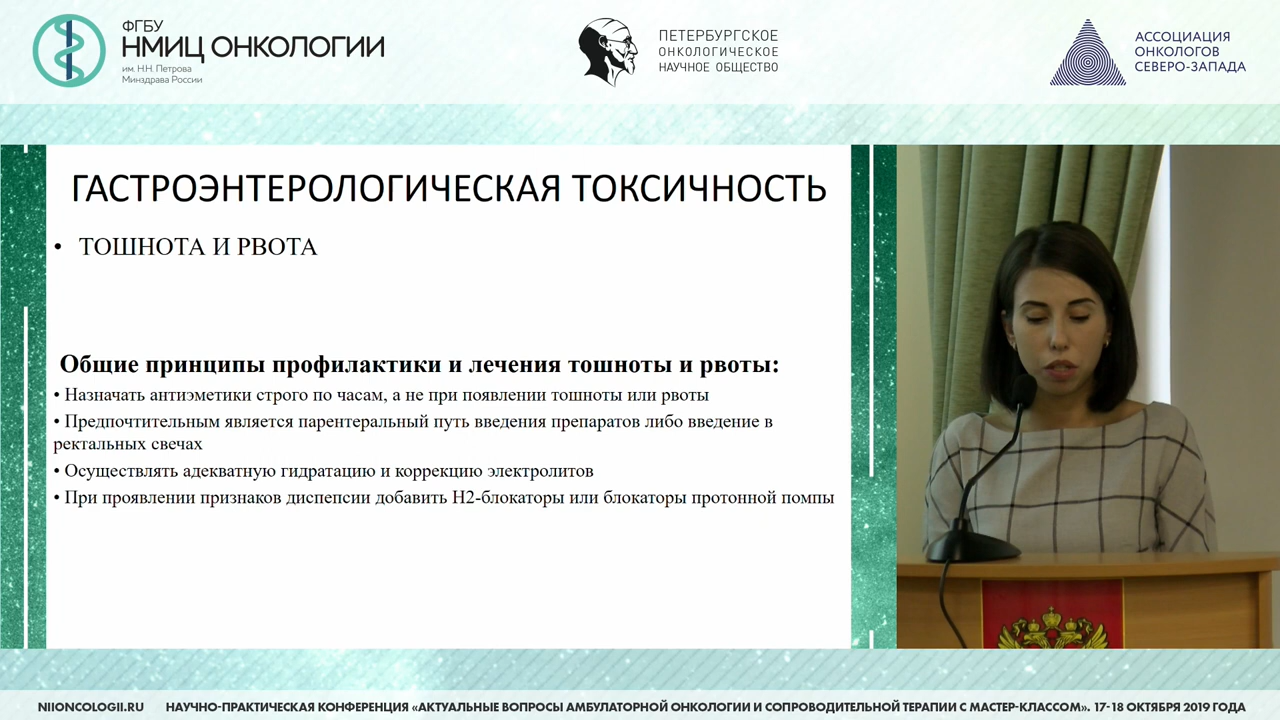 ФГБУ
НМИЦ ОНКОЛОГИИ
им. Н.Н. Петрова
Минздрава России
ПЕТЕРБУРГСКОЕ
ОНКОЛОГИЧЕСКОЕ
НАУЧНОЕ ОБЩЕСТВО
АССОЦИАЦИЯ
ОНКОЛОГОВ
СЕВЕРО-ЗАПАДА
ГАСТРОЭНТЕРОЛОГИЧЕСКАЯ ТОКСИЧНОСТЬ
• ТОШНОТА И РВОТА
Общие принципы профилактики и лечения тошноты и рвоты:
• Назначать антиэметики строго по часам, а не при появлении тошноты или рвоты
• Предпочтительным является парентеральный путь введения препаратов либо введение в
ректальных свечах
• Осуществлять адекватную гидратацию и коррекцию электролитов
• При проявлении признаков диспепсии добавить Н2-блокаторы или блокаторы протонной помпы
NIIONCOLOGII.RU НАУЧНО-ПРАКТИЧЕСКАЯ КОНФЕРЕНЦИЯ «АКТУАЛЬНЫЕ ВОПРОСЫ АМБУЛАТОРНОЙ ОНКОЛОГИИ И СОПРОВОДИТЕЛЬНОЙ ТЕРАПИИ С МАСТЕР-КЛАССОМ». 17-18 ОКТЯБРЯ 2019 ГОДА